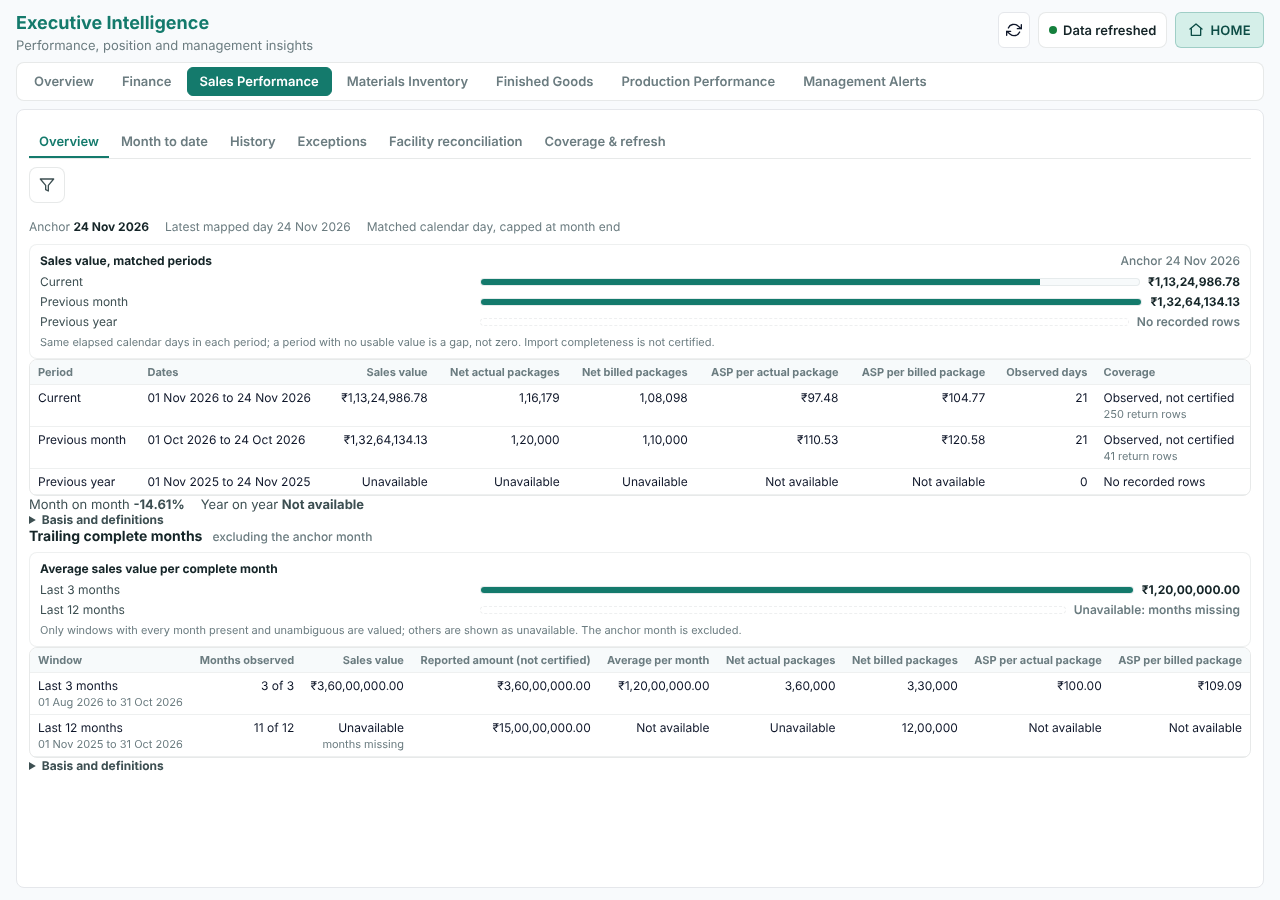 Executive Intelligence
Performance, position and management insights
Data refreshed
HOME
Overview Finance Sales Performance Materials Inventory Finished Goods Production Performance Management Alerts
Overview Month to date History Exceptions Facility reconciliation Coverage & refresh
Anchor 24 Nov 2026 Latest mapped day 24 Nov 2026 Matched calendar day, capped at month end
Sales value, matched periods Anchor 24 Nov 2026
Current ₹1,13,24,986.78
Previous month ₹1,32,64,134.13
Previous year No recorded rows
Same elapsed calendar days in each period; a period with no usable value is a gap, not zero. Import completeness is not certified.
Period Dates Sales value Net actual packages Net billed packages ASP per actual package ASP per billed package Observed days Coverage
Current 01 Nov 2026 to 24 Nov 2026 ₹1,13,24,986.78 1,16,179 1,08,098 ₹97.48 ₹104.77 21 Observed, not certified
250 return rows
Previous month 01 Oct 2026 to 24 Oct 2026 ₹1,32,64,134.13 1,20,000 1,10,000 ₹110.53 ₹120.58 21 Observed, not certified
41 return rows
Previous year 01 Nov 2025 to 24 Nov 2025 Unavailable Unavailable Unavailable Not available Not available 0 No recorded rows
Month on month -14.61% Year on year Not available
Basis and definitions
Trailing complete months excluding the anchor month
Average sales value per complete month
Last 3 months ₹1,20,00,000.00
Last 12 months Unavailable: months missing
Only windows with every month present and unambiguous are valued; others are shown as unavailable. The anchor month is excluded.
Window Months observed Sales value Reported amount (not certified) Average per month Net actual packages Net billed packages ASP per actual package ASP per billed package
Last 3 months 3 of 3 ₹3,60,00,000.00 ₹3,60,00,000.00 ₹1,20,00,000.00 3,60,000 3,30,000 ₹100.00 ₹109.09
01 Aug 2026 to 31 Oct 2026
Last 12 months 11 of 12 Unavailable ₹15,00,00,000.00 Not available Unavailable 12,00,000 Not available Not available
01 Nov 2025 to 31 Oct 2026 months missing
Basis and definitions